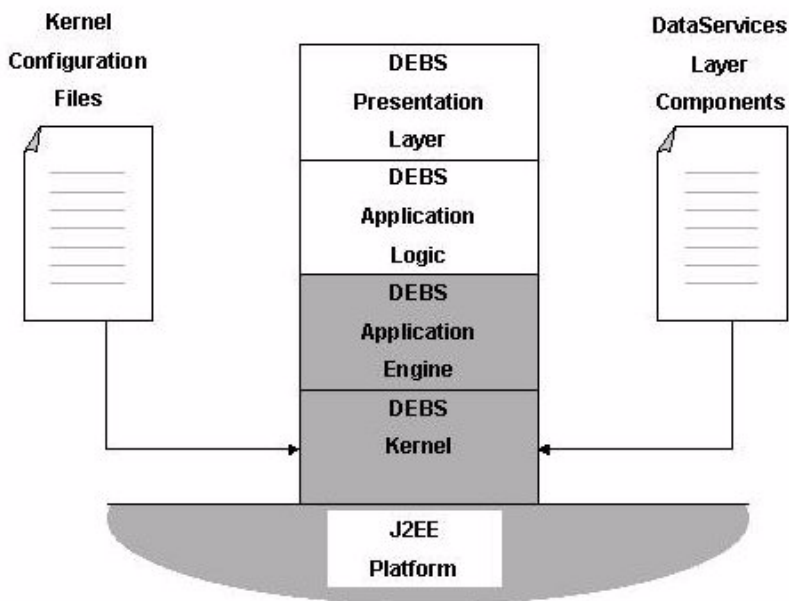 Kernel
Configuration
Files
DEBS
Presentation
Layer
DEBS
Application
Logic
DEBS
Application
Engine
DEBS
Kernel
DataServices
Layer
Components
J2EE
Platform